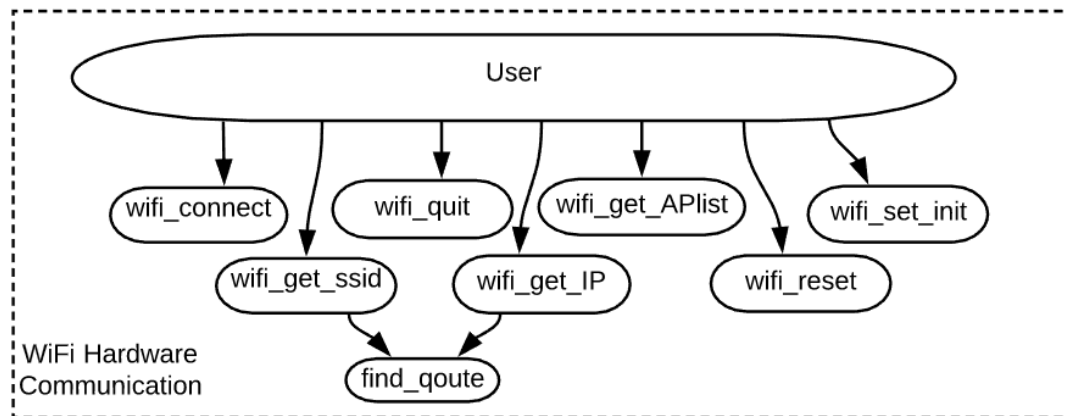 User
wifi_connect
wifi_quit
wifi_get_APlist
wifi_set_init
wifi_get_ssid
wifi_get_IP
wifi_reset
WiFi Hardware
Communication
find_qoute